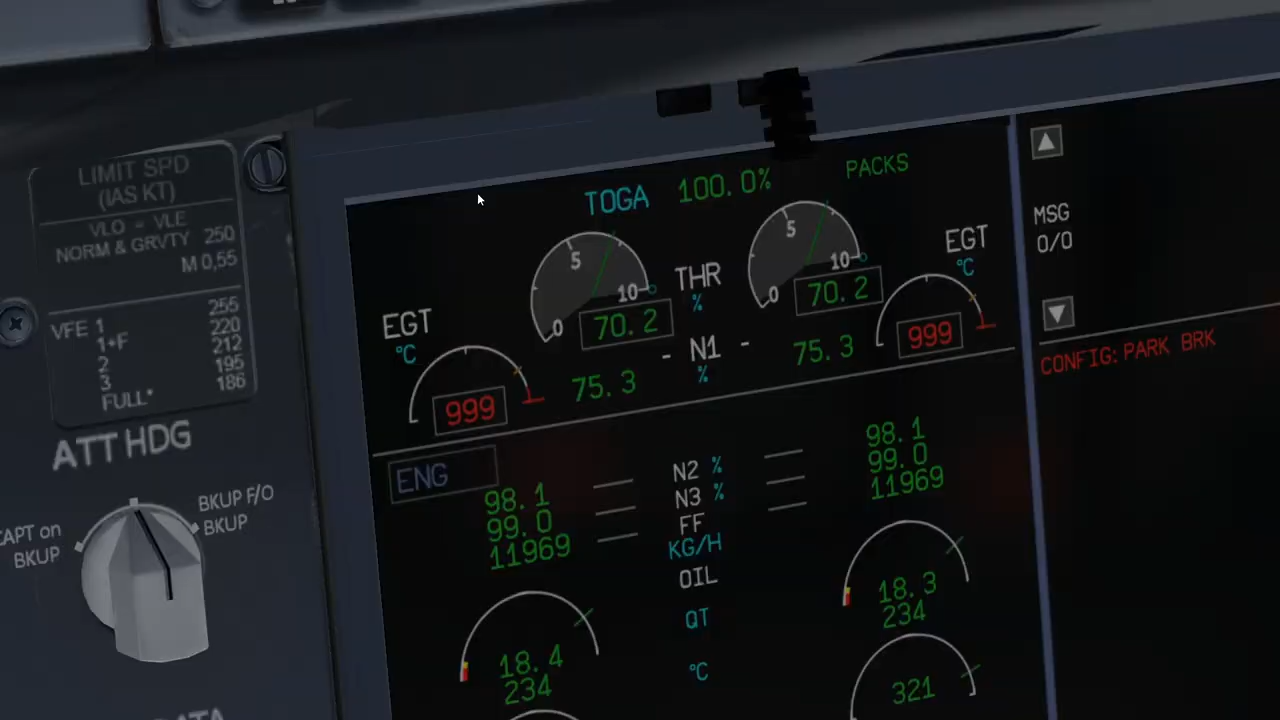 LIMIT SPD
(IAS KT)
VLO = VLE
NORM & GRVTY 250
M 0,55
VFE 1 255
1+F 220
2 212
3 195
FULL* 186
ATT HDG
CAPT on
BKUP
BKUP F/O
BKUP
TOGA 100.0% PACKS
5 10 0
THR
%
5 10 0
70.2 70.2
EGT
°C
EGT
°C
999 999
75.3 - N1 - 75.3
%
ENG
98.1 N2 % 98.1
99.0 N3 % 99.0
11969 FF 11969
KG/H
OIL
18.4 QT 18.3
234 °C 234
321
MSG
0/0
CONFIG: PARK BRK